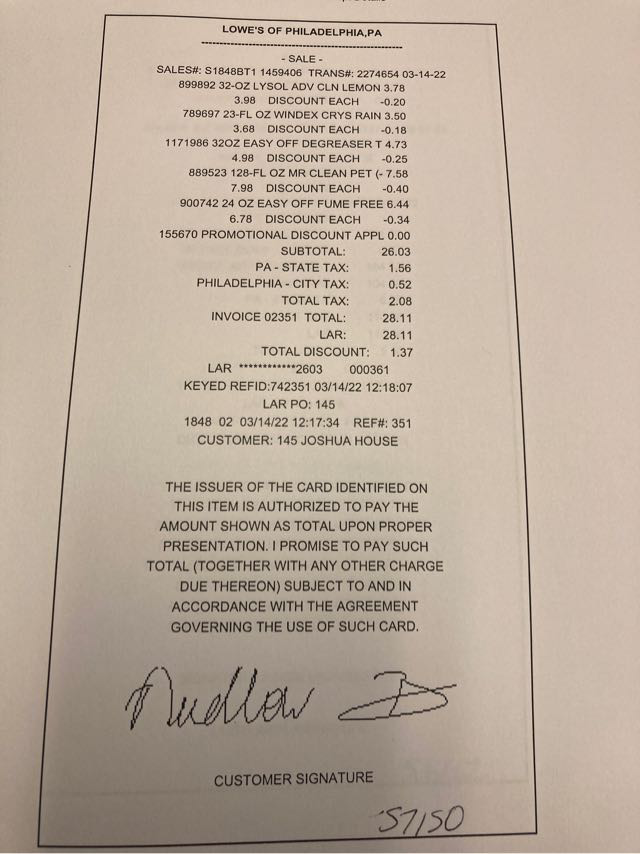 LOWE'S OF PHILADELPHIA,PA
- SALE -
SALES#: S1848BT1 1459406 TRANS#: 2274654 03-14-22
899892 32-OZ LYSOL ADV CLN LEMON 3.78
3.98 DISCOUNT EACH -0.20
789697 23-FL OZ WINDEX CRYS RAIN 3.50
3.68 DISCOUNT EACH -0.18
1171986 32OZ EASY OFF DEGREASER T 4.73
4.98 DISCOUNT EACH -0.25
889523 128-FL OZ MR CLEAN PET (- 7.58
7.98 DISCOUNT EACH -0.40
900742 24 OZ EASY OFF FUME FREE 6.44
6.78 DISCOUNT EACH -0.34
155670 PROMOTIONAL DISCOUNT APPL 0.00
SUBTOTAL: 26.03
PA - STATE TAX: 1.56
PHILADELPHIA - CITY TAX: 0.52
TOTAL TAX: 2.08
INVOICE 02351 TOTAL: 28.11
LAR: 28.11
TOTAL DISCOUNT: 1.37
LAR ************2603 000361
KEYED REFID:742351 03/14/22 12:18:07
LAR PO: 145
1848 02 03/14/22 12:17:34 REF#: 351
CUSTOMER: 145 JOSHUA HOUSE
THE ISSUER OF THE CARD IDENTIFIED ON
THIS ITEM IS AUTHORIZED TO PAY THE
AMOUNT SHOWN AS TOTAL UPON PROPER
PRESENTATION. I PROMISE TO PAY SUCH
TOTAL (TOGETHER WITH ANY OTHER CHARGE
DUE THEREON) SUBJECT TO AND IN
ACCORDANCE WITH THE AGREEMENT
GOVERNING THE USE OF SUCH CARD.
CUSTOMER SIGNATURE
57150